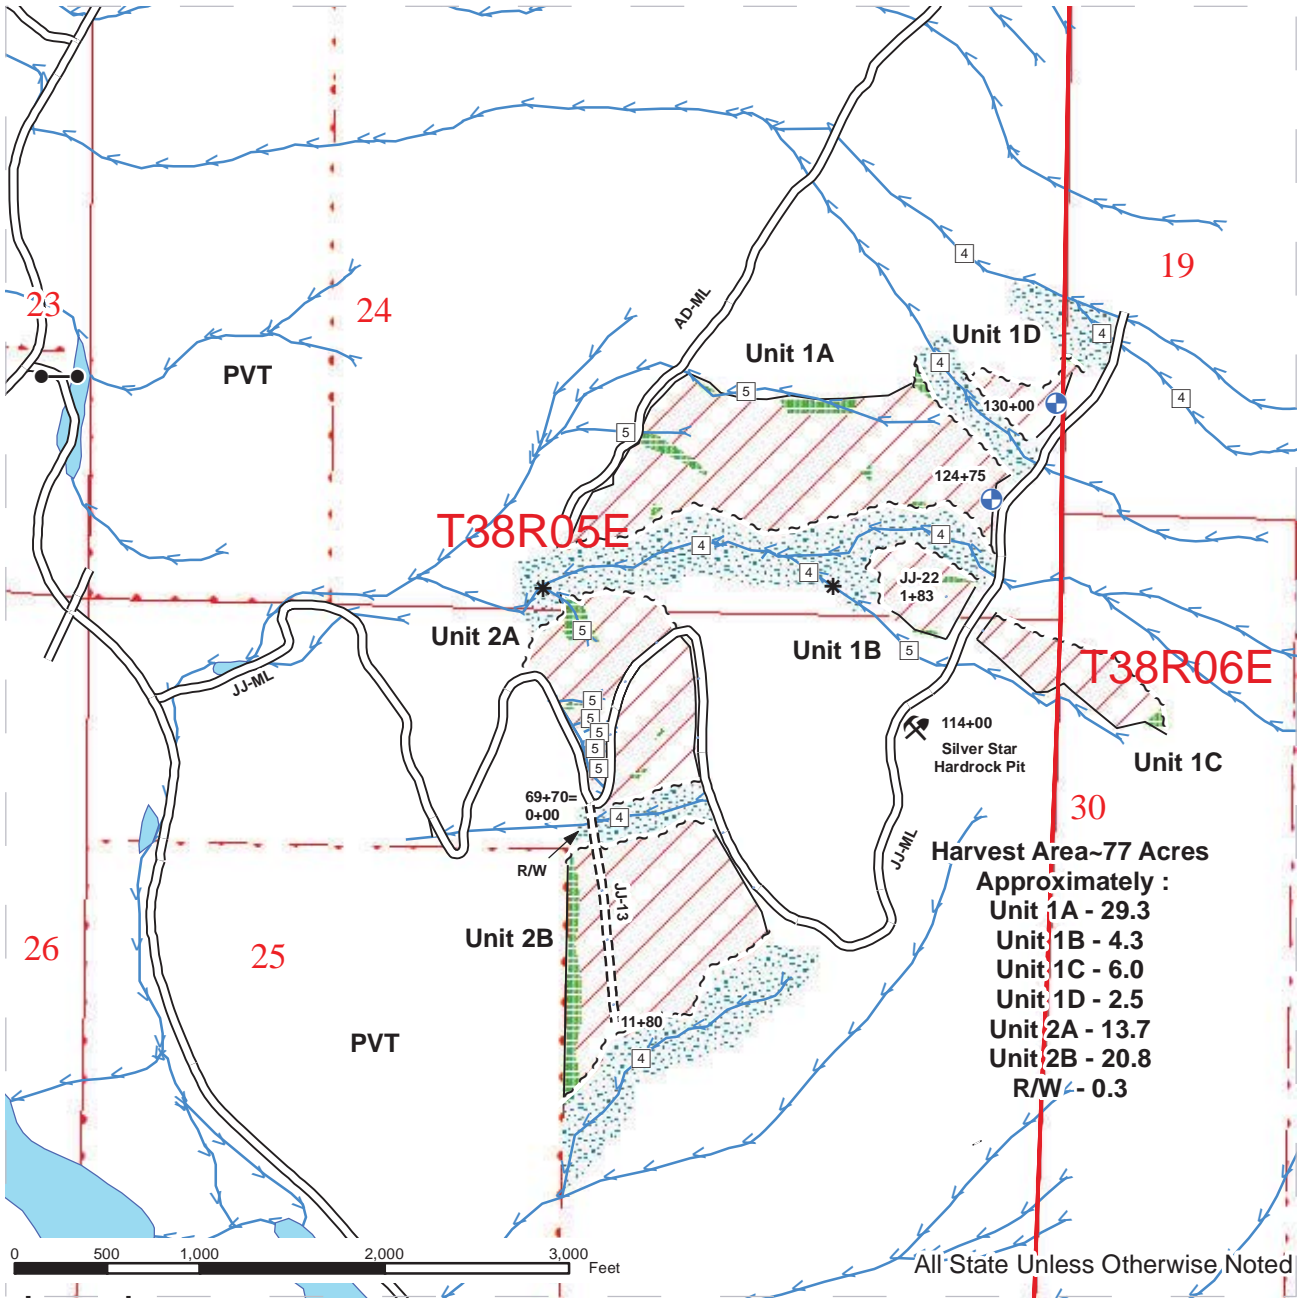 19
4
23
24
AD-ML
Unit 1D
Unit 1A
4
4
PVT
5
4
130+00
5
124+75
T38R05E
4
4
4
JJ-22
1+83
Unit 2A
5
Unit 1B
5
T38R06E
JJ-ML
5
5
5
5
5
114+00
Silver Star
Hardrock Pit
Unit 1C
69+70=
0+00
4
30
R/W
JJ-ML
JJ-13
Harvest Area~77 Acres
Approximately :
Unit 1A - 29.3
Unit 1B - 4.3
Unit 1C - 6.0
Unit 1D - 2.5
Unit 2A - 13.7
Unit 2B - 20.8
R/W - 0.3
Unit 2B
26
25
11+80
PVT
4
0 500 1,000 2,000 3,000
Feet
All State Unless Otherwise Noted